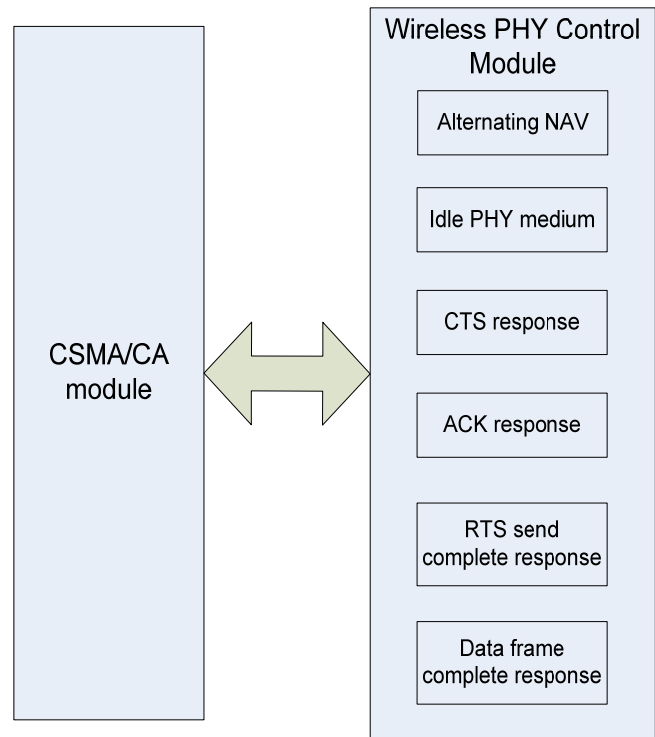 CSMA/CA
module
Wireless PHY Control
Module
Alternating NAV
Idle PHY medium
CTS response
ACK response
RTS send
complete response
Data frame
complete response